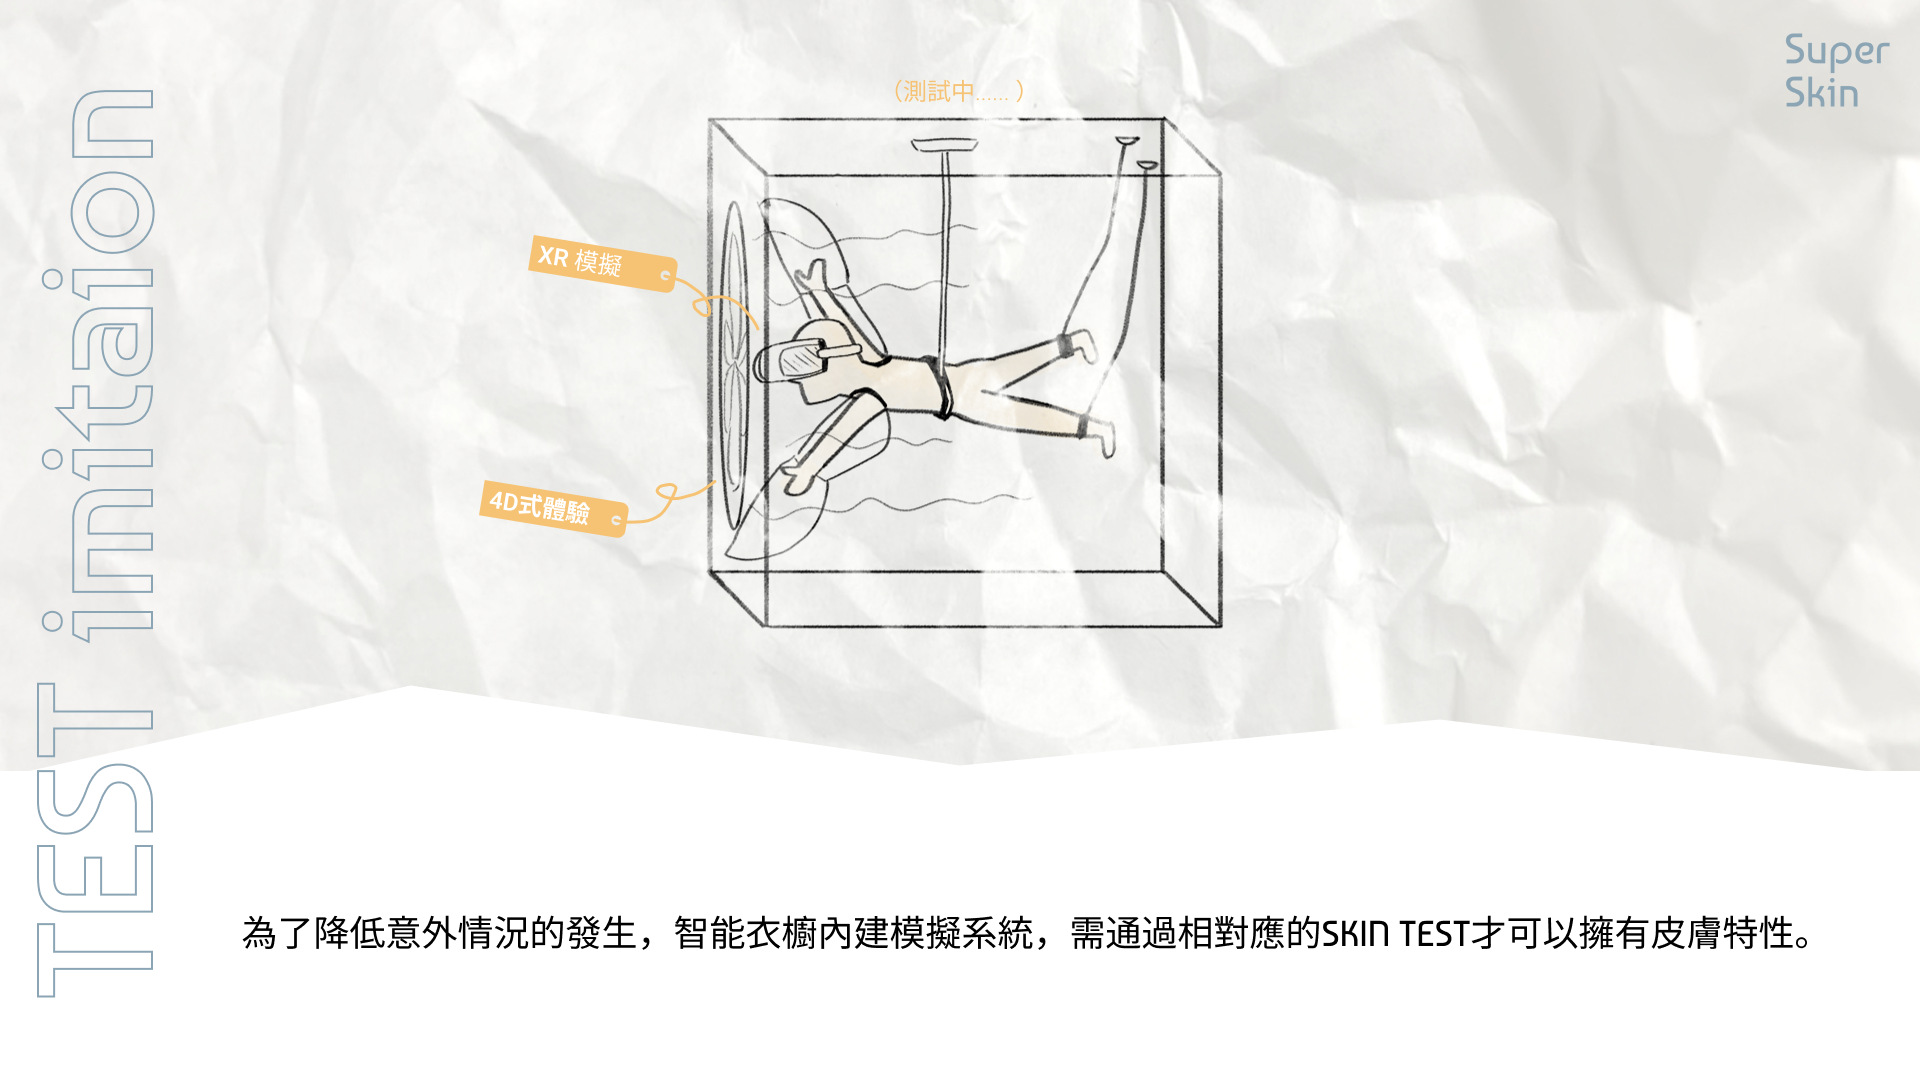 Super
Skin
TEST imitaion
（測試中...... ）
XR 模擬
4D式體驗
為了降低意外情況的發生，智能衣櫥內建模擬系統，需通過相對應的SKIN TEST才可以擁有皮膚特性。